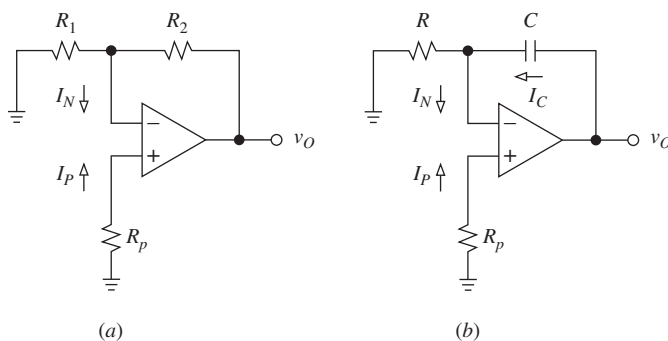 R1 R2
IN
− vO
IP +
Rp
(a)
R C
IN IC
− vO
IP +
Rp
(b)